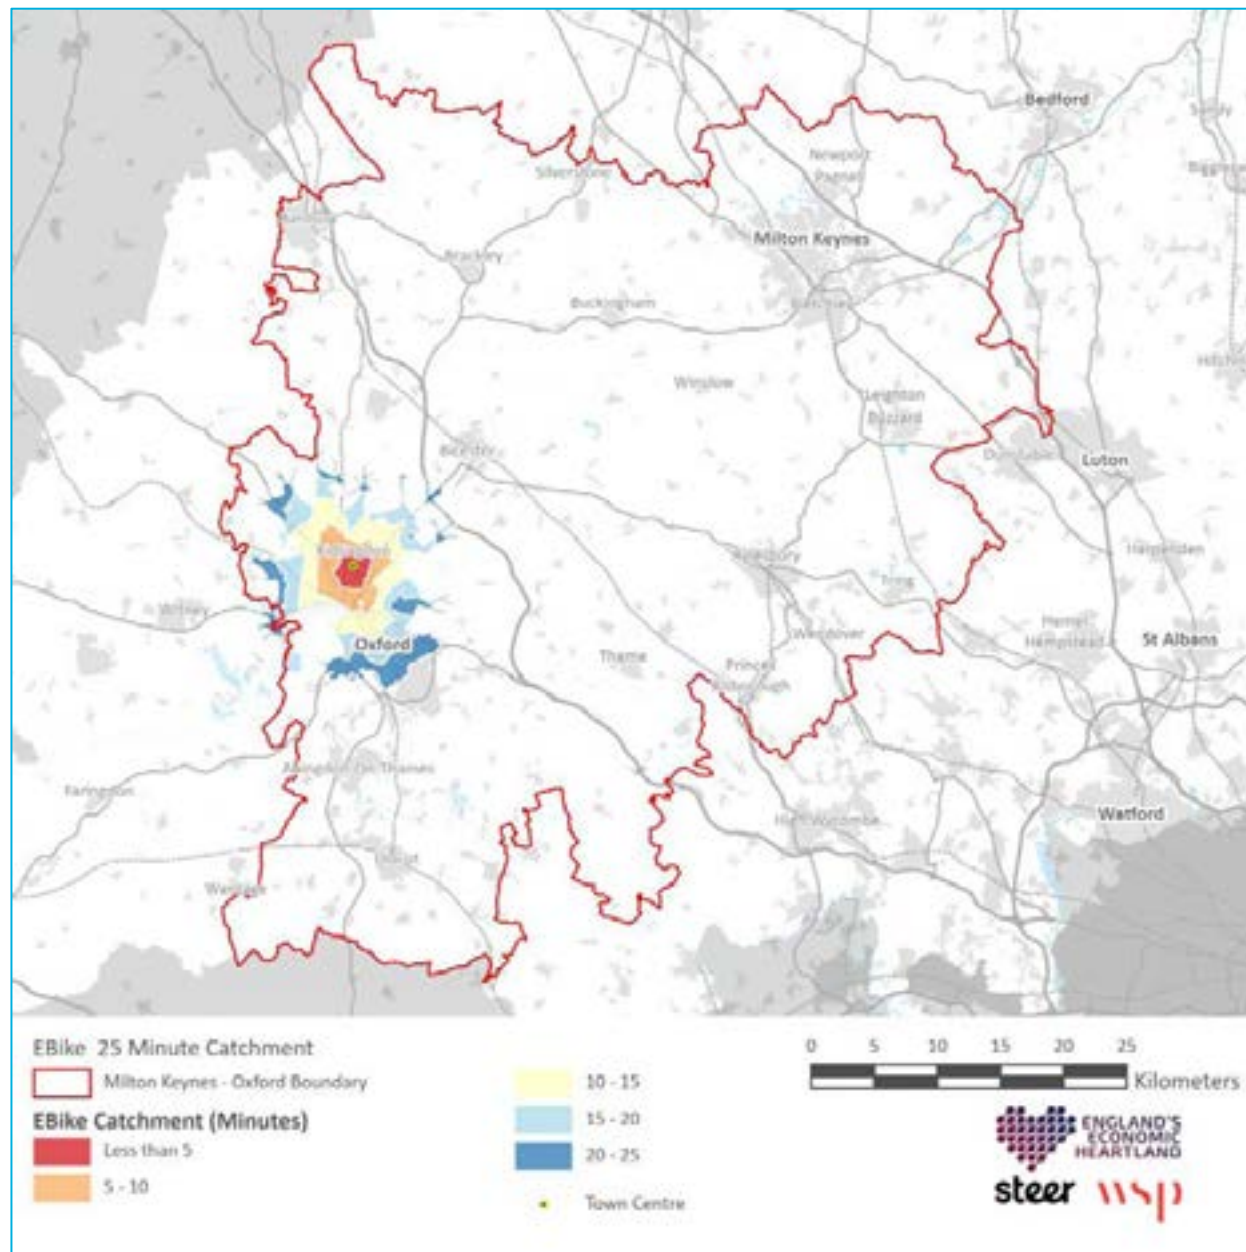 Bedford
Sandy
Newport
Pagnell
Silverstone
Milton Keynes
Brackley
Buckingham
Bletchley
Hitchin
Winslow
Leighton
Buzzard
Bicester
Dunstable
Luton
Kidlington
Aylesbury
Harpenden
Tring
Witney
Oxford
Thame
Wendover
Hemel
Hempstead
St Albans
Princes
Risborough
Abingdon-on-Thames
Faringdon
Watford
High Wycombe
Didcot
Wantage
EBike 25 Minute Catchment
Milton Keynes - Oxford Boundary
EBike Catchment (Minutes)
Less than 5
5 - 10
10 - 15
15 - 20
20 - 25
Town Centre
0 5 10 15 20 25
Kilometers
ENGLAND'S
ECONOMIC
HEARTLAND
steer wsp